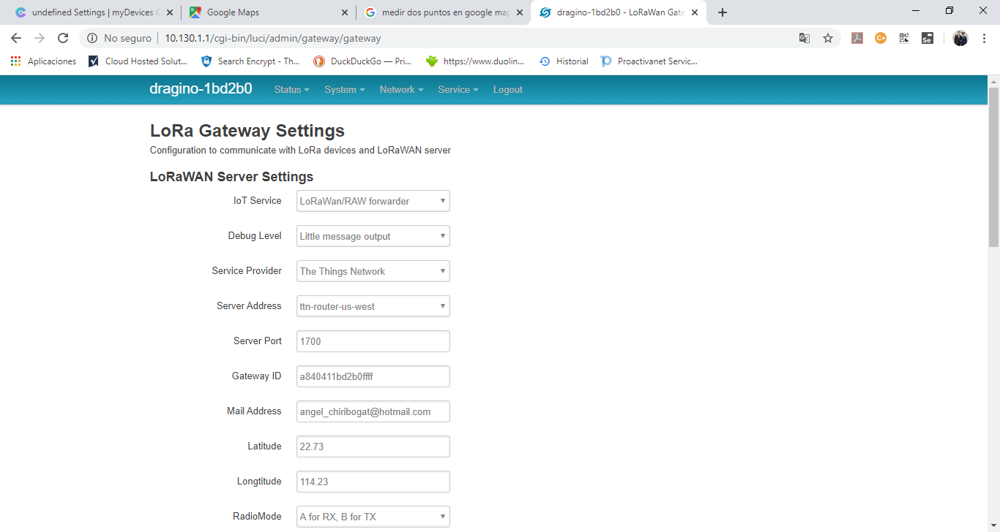 undefined Settings | myDevices C
Google Maps
medir dos puntos en google map
dragino-1bd2b0 - LoRaWan Gate
No seguro
10.130.1.1/cgi-bin/luci/admin/gateway/gateway
Aplicaciones
Cloud Hosted Solut...
Search Encrypt - Th...
DuckDuckGo — Pri...
https://www.duolin...
Historial
Proactivanet Servic...
dragino-1bd2b0
Status
System
Network
Service
Logout
LoRa Gateway Settings
Configuration to communicate with LoRa devices and LoRaWAN server
LoRaWAN Server Settings
IoT Service LoRaWan/RAW forwarder
Debug Level Little message output
Service Provider The Things Network
Server Address ttn-router-us-west
Server Port 1700
Gateway ID a840411bd2b0ffff
Mail Address angel_chiribogat@hotmail.com
Latitude 22.73
Longtitude 114.23
RadioMode A for RX, B for TX